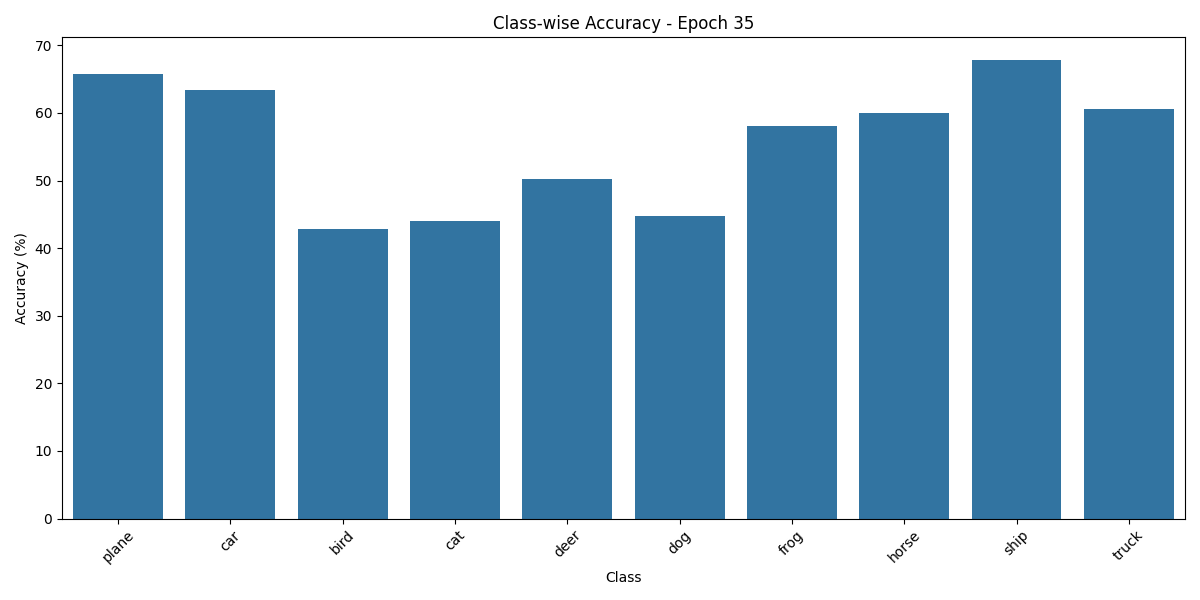 Class-wise Accuracy - Epoch 35
Accuracy (%)
70
60
50
40
30
20
10
0
plane
car
bird
cat
deer
dog
frog
horse
ship
truck
Class